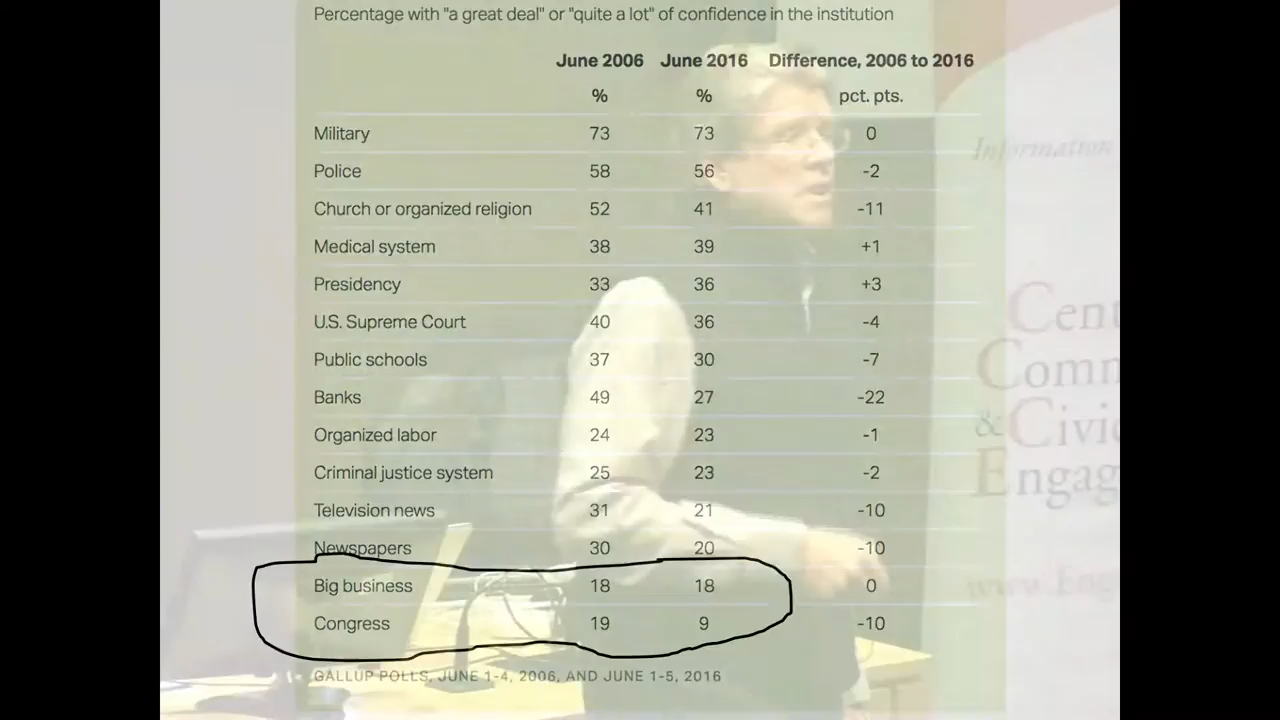 Percentage with "a great deal" or "quite a lot" of confidence in the institution
June 2006 June 2016 Difference, 2006 to 2016
% % pct. pts.
Military 73 73 0
Police 58 56 -2
Church or organized religion 52 41 -11
Medical system 38 39 +1
Presidency 33 36 +3
U.S. Supreme Court 40 36 -4
Public schools 37 30 -7
Banks 49 27 -22
Organized labor 24 23 -1
Criminal justice system 25 23 -2
Television news 31 21 -10
Newspapers 30 20 -10
Big business 18 18 0
Congress 19 9 -10
GALLUP POLLS, JUNE 1-4, 2006, AND JUNE 1-5, 2016
Information
Cent
Comm
& Civic
Engag
www.Eng